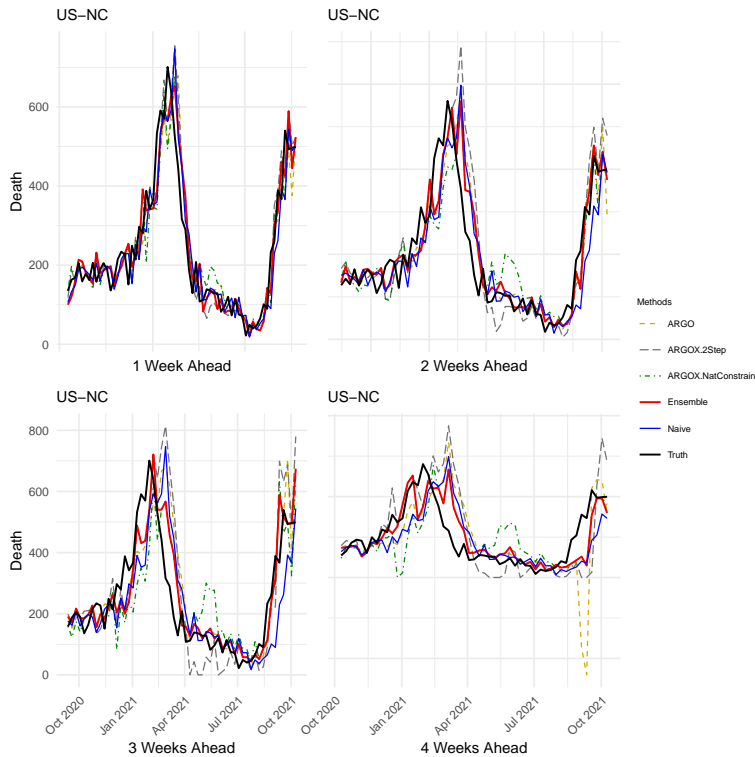 US−NC
US−NC
Death
600
400
200
0
1 Week Ahead
2 Weeks Ahead
Methods
ARGO
ARGOX.2Step
ARGOX.NatConstrain
Ensemble
Naive
Truth
US−NC
US−NC
Death
800
600
400
200
0
Oct 2020
Jan 2021
Apr 2021
Jul 2021
Oct 2021
Oct 2020
Jan 2021
Apr 2021
Jul 2021
Oct 2021
3 Weeks Ahead
4 Weeks Ahead